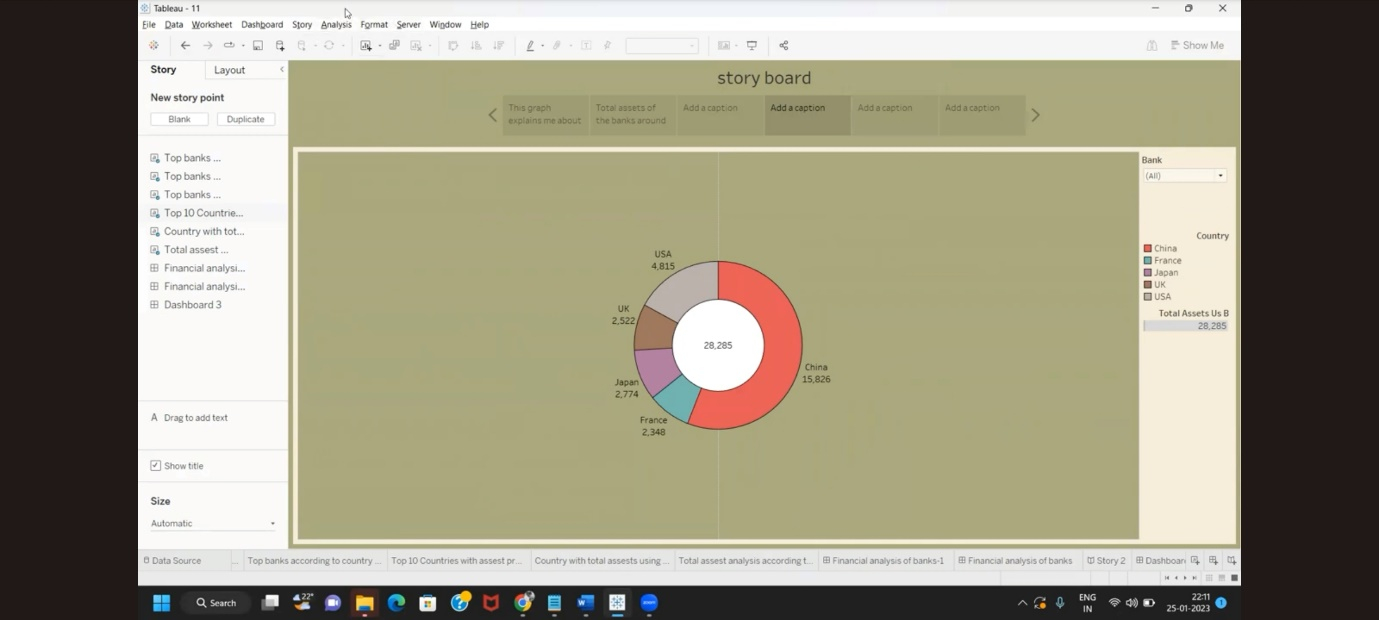 Tableau - 11
File Data Worksheet Dashboard Story Analysis Format Server Window Help
Show Me
Story Layout
New story point
Blank Duplicate
Top banks ...
Top banks ...
Top banks ...
Top 10 Countrie...
Country with tot...
Total assest ...
Financial analysi...
Financial analysi...
Dashboard 3
A Drag to add text
Show title
Size
Automatic
story board
This graph
explains me about
Total assets of
the banks around
Add a caption
Add a caption
Add a caption
Add a caption
USA
4,815
UK
2,522
28,285
China
15,826
Japan
2,774
France
2,348
Bank
(All)
Country
China
France
Japan
UK
USA
Total Assets Us B
28,285
Data Source ... Top banks according to country ... Top 10 Countries with assest pr... Country with total assests using ... Total assest analysis according t... Financial analysis of banks-1 Financial analysis of banks Story 2 Dashboar
Search
22°
ENG
IN
22:11
25-01-2023
1